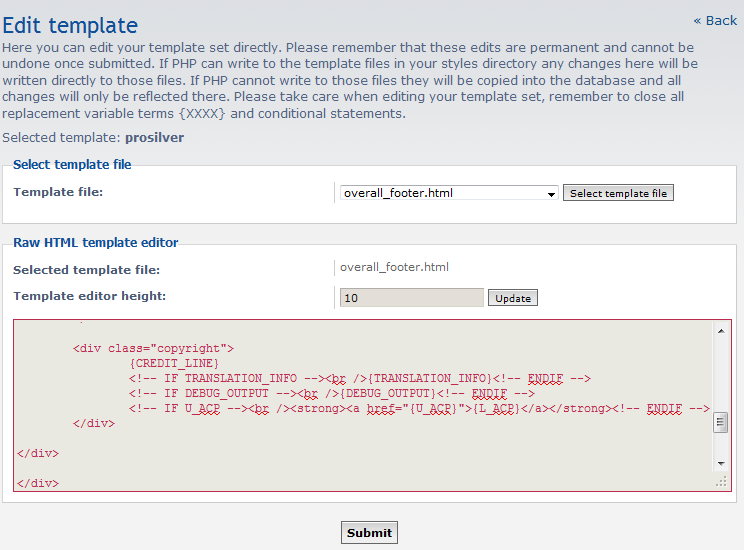 Edit template
« Back
Here you can edit your template set directly. Please remember that these edits are permanent and cannot be
undone once submitted. If PHP can write to the template files in your styles directory any changes here will be
written directly to those files. If PHP cannot write to those files they will be copied into the database and all
changes will only be reflected there. Please take care when editing your template set, remember to close all
replacement variable terms {XXXX} and conditional statements.
Selected template: prosilver
Select template file
Template file:
overall_footer.html
Select template file
Raw HTML template editor
Selected template file:
overall_footer.html
Template editor height:
10
Update
<div class="copyright">
{CREDIT_LINE}
<!-- IF TRANSLATION_INFO --><br />{TRANSLATION_INFO}<!-- ENDIF -->
<!-- IF DEBUG_OUTPUT --><br />{DEBUG_OUTPUT}<!-- ENDIF -->
<!-- IF U_ACP --><br /><strong><a href="{U_ACP}">{L_ACP}</a></strong><!-- ENDIF -->
</div>
</div>
</div>
Submit